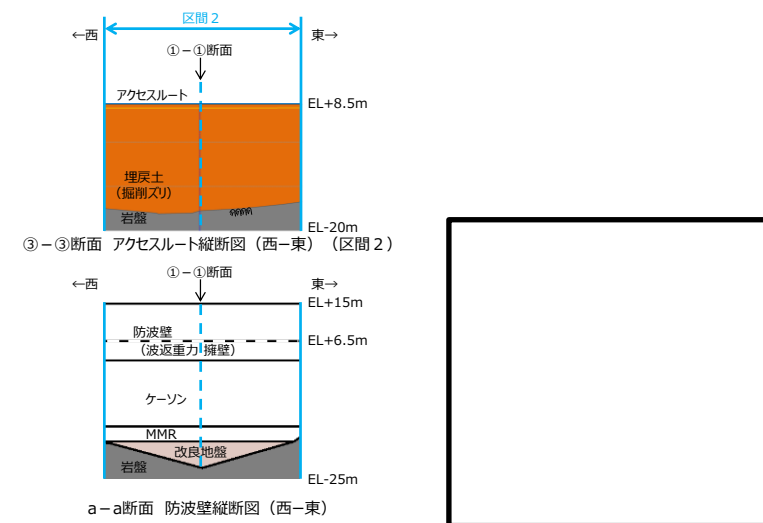 区間２
←西
東→
①－①断面
アクセスルート
EL+8.5m
埋戻土
（掘削ズリ）
岩盤
EL-20m
③－③断面 アクセスルート縦断図（西−東）（区間２）
①－①断面
←西
東→
EL+15m
防波壁
EL+6.5m
（波返重力 擁壁）
ケーソン
MMR
改良地盤
岩盤
EL-25m
a－a断面 防波壁縦断図（西−東）